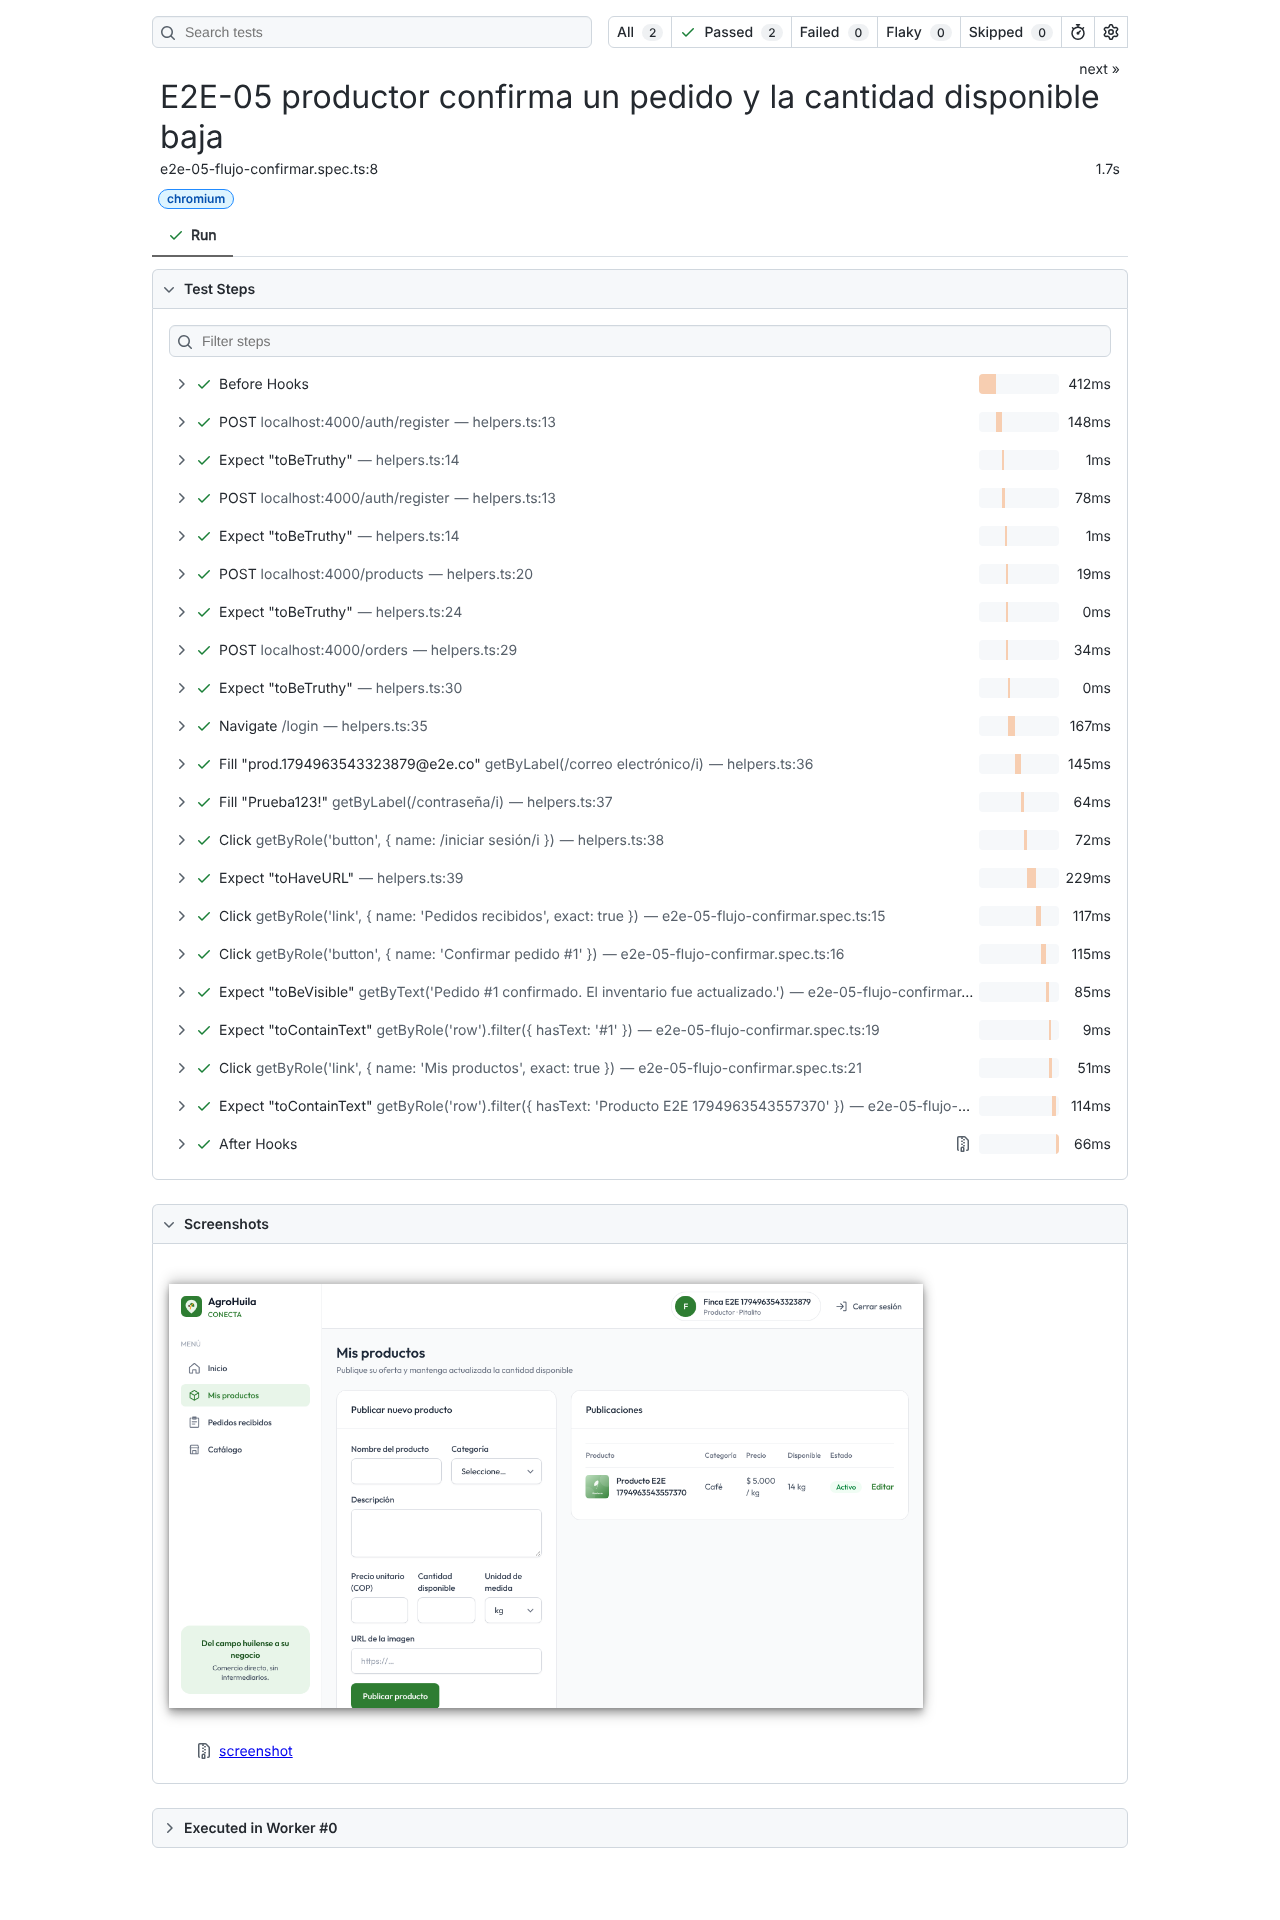 Search tests
All 2 Passed 2 Failed 0 Flaky 0 Skipped 0
next »
E2E-05 productor confirma un pedido y la cantidad disponible
baja
e2e-05-flujo-confirmar.spec.ts:8 1.7s
chromium
Run
Test Steps
Filter steps
Before Hooks 412ms
POST localhost:4000/auth/register — helpers.ts:13 148ms
Expect "toBeTruthy" — helpers.ts:14 1ms
POST localhost:4000/auth/register — helpers.ts:13 78ms
Expect "toBeTruthy" — helpers.ts:14 1ms
POST localhost:4000/products — helpers.ts:20 19ms
Expect "toBeTruthy" — helpers.ts:24 0ms
POST localhost:4000/orders — helpers.ts:29 34ms
Expect "toBeTruthy" — helpers.ts:30 0ms
Navigate /login — helpers.ts:35 167ms
Fill "prod.1794963543323879@e2e.co" getByLabel(/correo electrónico/i) — helpers.ts:36 145ms
Fill "Prueba123!" getByLabel(/contraseña/i) — helpers.ts:37 64ms
Click getByRole('button', { name: /iniciar sesión/i }) — helpers.ts:38 72ms
Expect "toHaveURL" — helpers.ts:39 229ms
Click getByRole('link', { name: 'Pedidos recibidos', exact: true }) — e2e-05-flujo-confirmar.spec.ts:15 117ms
Click getByRole('button', { name: 'Confirmar pedido #1' }) — e2e-05-flujo-confirmar.spec.ts:16 115ms
Expect "toBeVisible" getByText('Pedido #1 confirmado. El inventario fue actualizado.') — e2e-05-flujo-confirmar... 85ms
Expect "toContainText" getByRole('row').filter({ hasText: '#1' }) — e2e-05-flujo-confirmar.spec.ts:19 9ms
Click getByRole('link', { name: 'Mis productos', exact: true }) — e2e-05-flujo-confirmar.spec.ts:21 51ms
Expect "toContainText" getByRole('row').filter({ hasText: 'Producto E2E 1794963543557370' }) — e2e-05-flujo-... 114ms
After Hooks 66ms
Screenshots
AgroHuila
CONECTA
F
Finca E2E 1794963543323879
Productor · Pitalito
Cerrar sesión
MENÚ
Inicio
Mis productos
Pedidos recibidos
Catálogo
Mis productos
Publique su oferta y mantenga actualizada la cantidad disponible
Publicar nuevo producto
Nombre del producto Categoría
Seleccione...
Descripción
Precio unitario (COP) Cantidad disponible Unidad de medida
kg
URL de la imagen
https://...
Publicar producto
Publicaciones
Producto Categoría Precio Disponible Estado
Producto E2E 1794963543557370 Café $ 5.000 / kg 14 kg Activo Editar
Del campo huilense a su
negocio
Comercio directo, sin
intermediarios.
screenshot
Executed in Worker #0